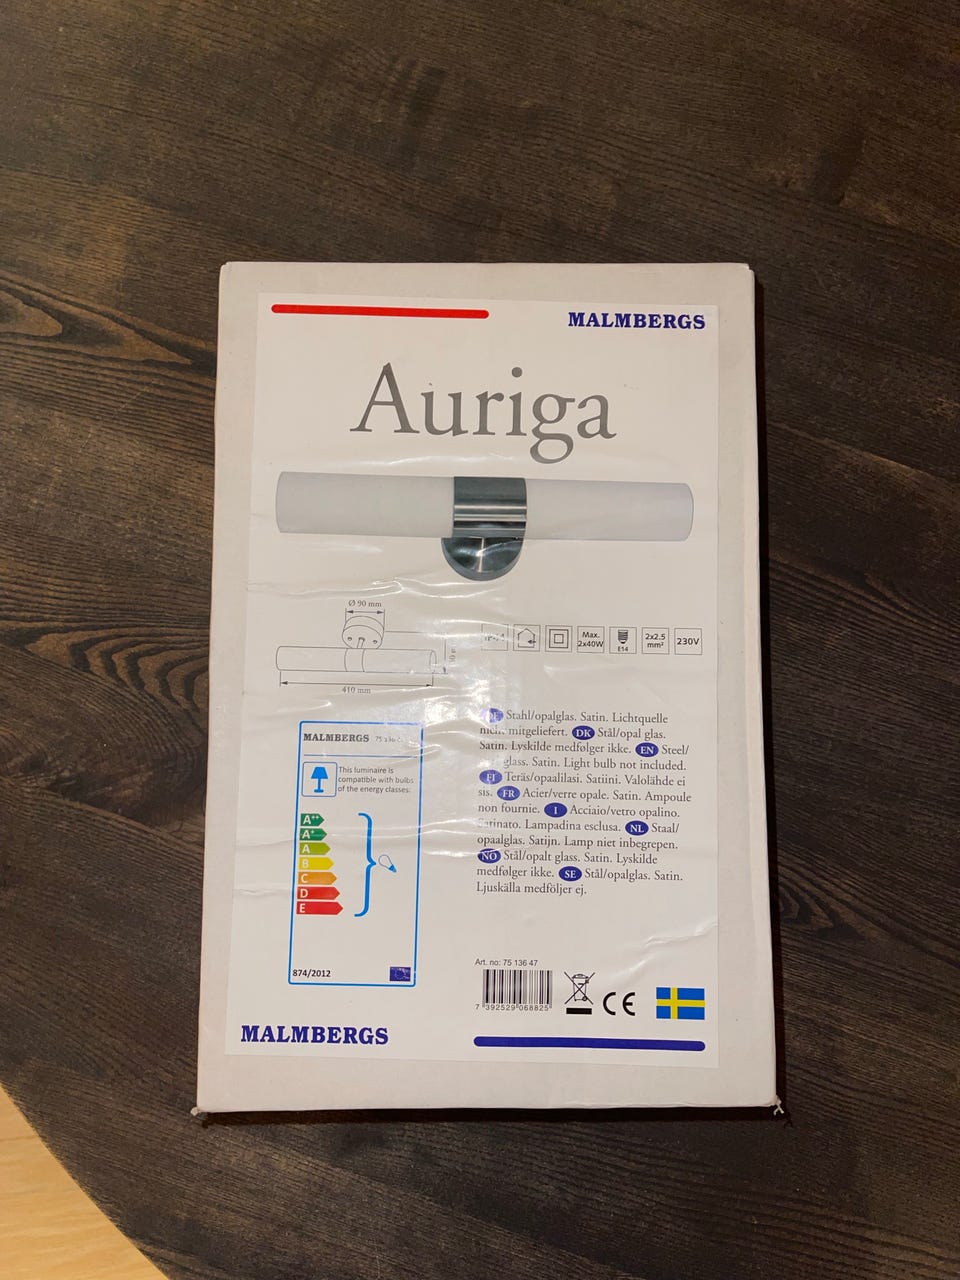 MALMBERGS
Auriga
Ø 90 mm
410 mm
Max.
2x40W
E14
2x2.5
mm²
230V
MALMBERGS 75 136
This luminaire is
compatible with bulbs
of the energy classes:
A++
A+
A
B
C
D
E
874/2012
Stahl/opalglas. Satin. Lichtquelle
nicht mitgeliefert. DK Stål/opal glas.
Satin. Lyskilde medfølger ikke. EN Steel/
glass. Satin. Light bulb not included.
FI Teräs/opaalilasi. Satiini. Valolähde ei
sis. FR Acier/verre opale. Satin. Ampoule
non fournie. I Acciaio/vetro opalino.
Satinato. Lampadina esclusa. NL Staal/
opaalglas. Satijn. Lamp niet inbegrepen.
NO Stål/opalt glass. Satin. Lyskilde
medfølger ikke. SE Stål/opalglas. Satin.
Ljuskälla medföljer ej.
Art. no: 75 136 47
7 392529 068825
CE
MALMBERGS